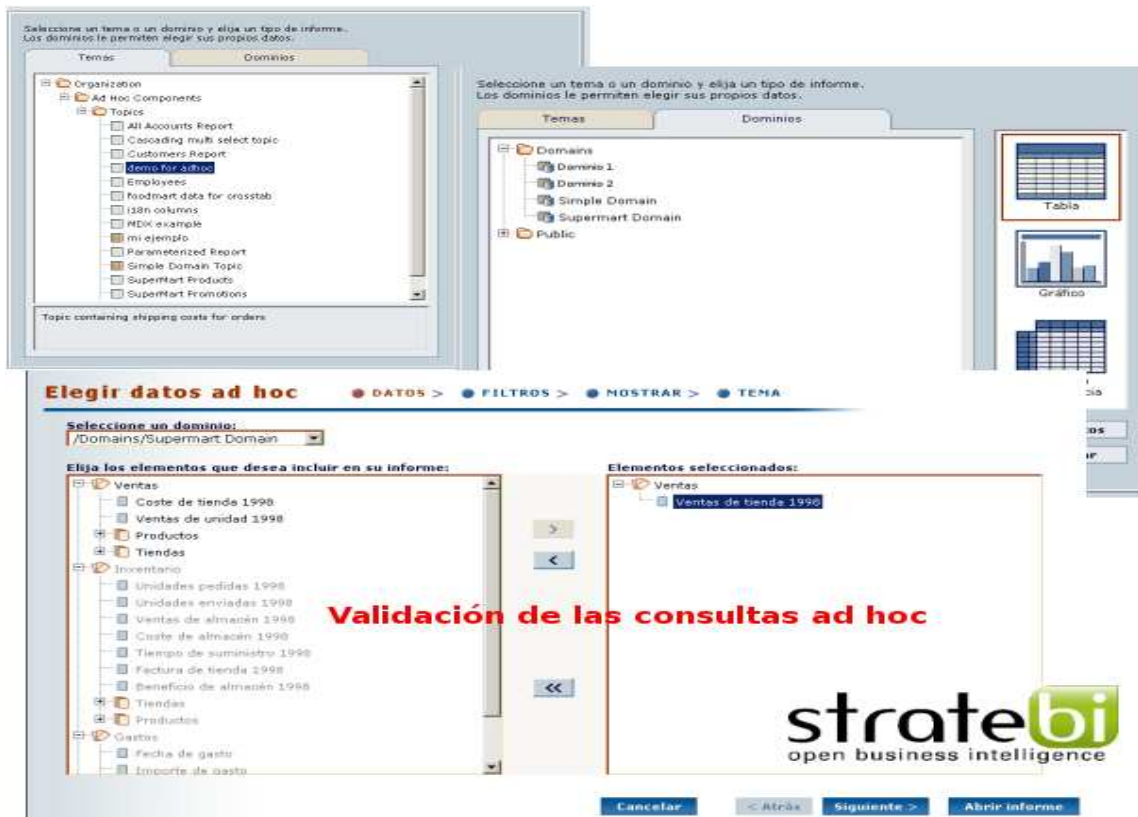 Seleccione un tema o un dominio y elija un tipo de informe.
Los dominios le permiten elegir sus propios datos.
Temas
Dominios
Organization
Ad Hoc Components
Topics
All Accounts Report
Cascading multi select topic
Customers Report
demo for adhoc
Employees
foodmart data for crosstab
i18n columns
MDX example
mi ejemplo
Parameterized Report
Simple Domain Topic
SuperMart Products
SuperMart Promotions
Topic containing shipping costs for orders
Seleccione un tema o un dominio y elija un tipo de informe.
Los dominios le permiten elegir sus propios datos.
Temas
Dominios
Domains
Dominio 1
Dominio 2
Simple Domain
Supermart Domain
Public
Tabla
Gráfico
Elegir datos ad hoc
DATOS > FILTROS > MOSTRAR > TEMA
Seleccione un dominio:
/Domains/Supermart Domain
Elija los elementos que desea incluir en su informe:
Ventas
Coste de tienda 1998
Ventas de unidad 1998
Productos
Tiendas
Inventario
Unidades pedidas 1998
Unidades enviadas 1998
Ventas de almacén 1998
Coste de almacén 1998
Tiempo de suministro 1998
Factura de tienda 1998
Beneficio de almacén 1998
Tiendas
Productos
Gastos
Fecha de gasto
Importe de gasto
>
<
<<
Elementos seleccionados:
Ventas
Ventas de tienda 1998
Validación de las consultas ad hoc
stratebi
open business intelligence
Cancelar
< Atrás
Siguiente >
Abrir informe